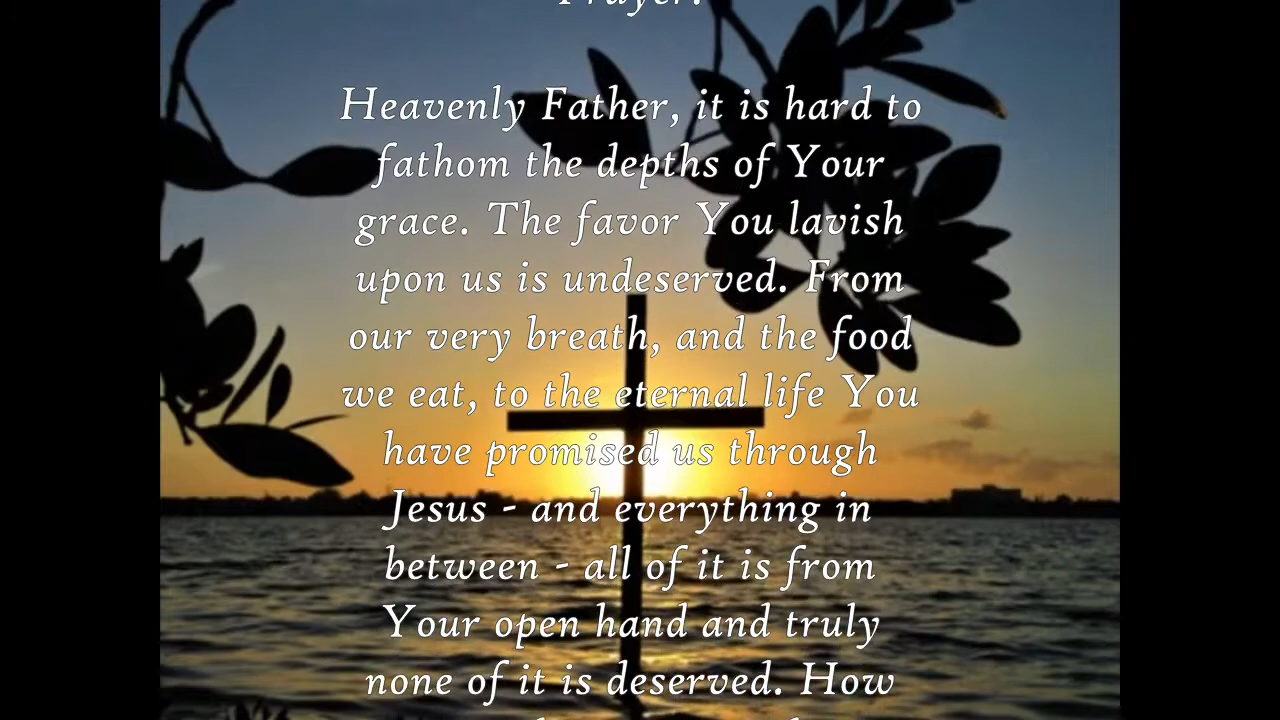 Prayer:
Heavenly Father, it is hard to
fathom the depths of Your
grace. The favor You lavish
upon us is undeserved. From
our very breath, and the food
we eat, to the eternal life You
have promised us through
Jesus - and everything in
between - all of it is from
Your open hand and truly
none of it is deserved. How